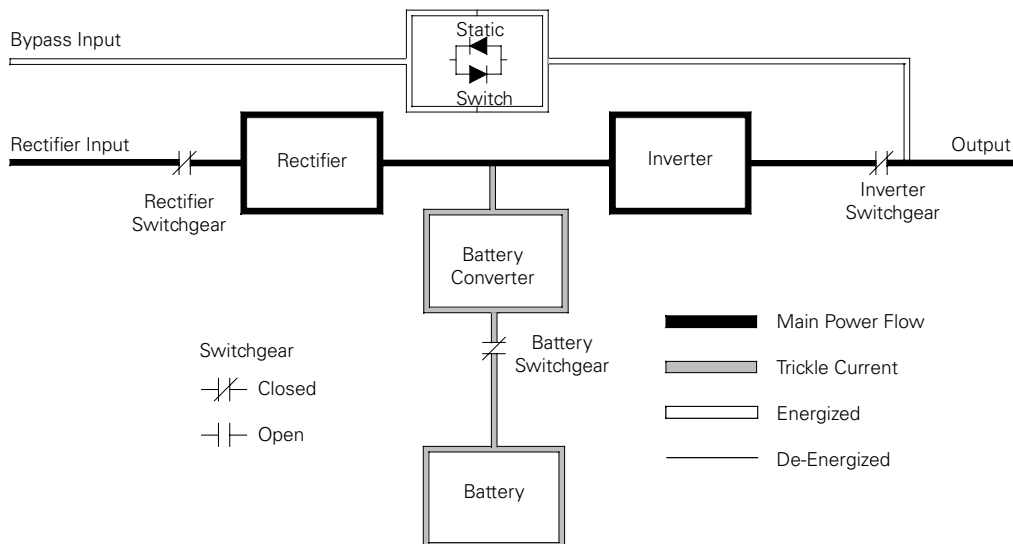 Bypass Input
Static
Switch
Rectifier Input
Rectifier
Inverter
Output
Rectifier
Switchgear
Inverter
Switchgear
Battery
Converter
Battery
Switchgear
Battery
Switchgear
Closed
Open
Main Power Flow
Trickle Current
Energized
De-Energized